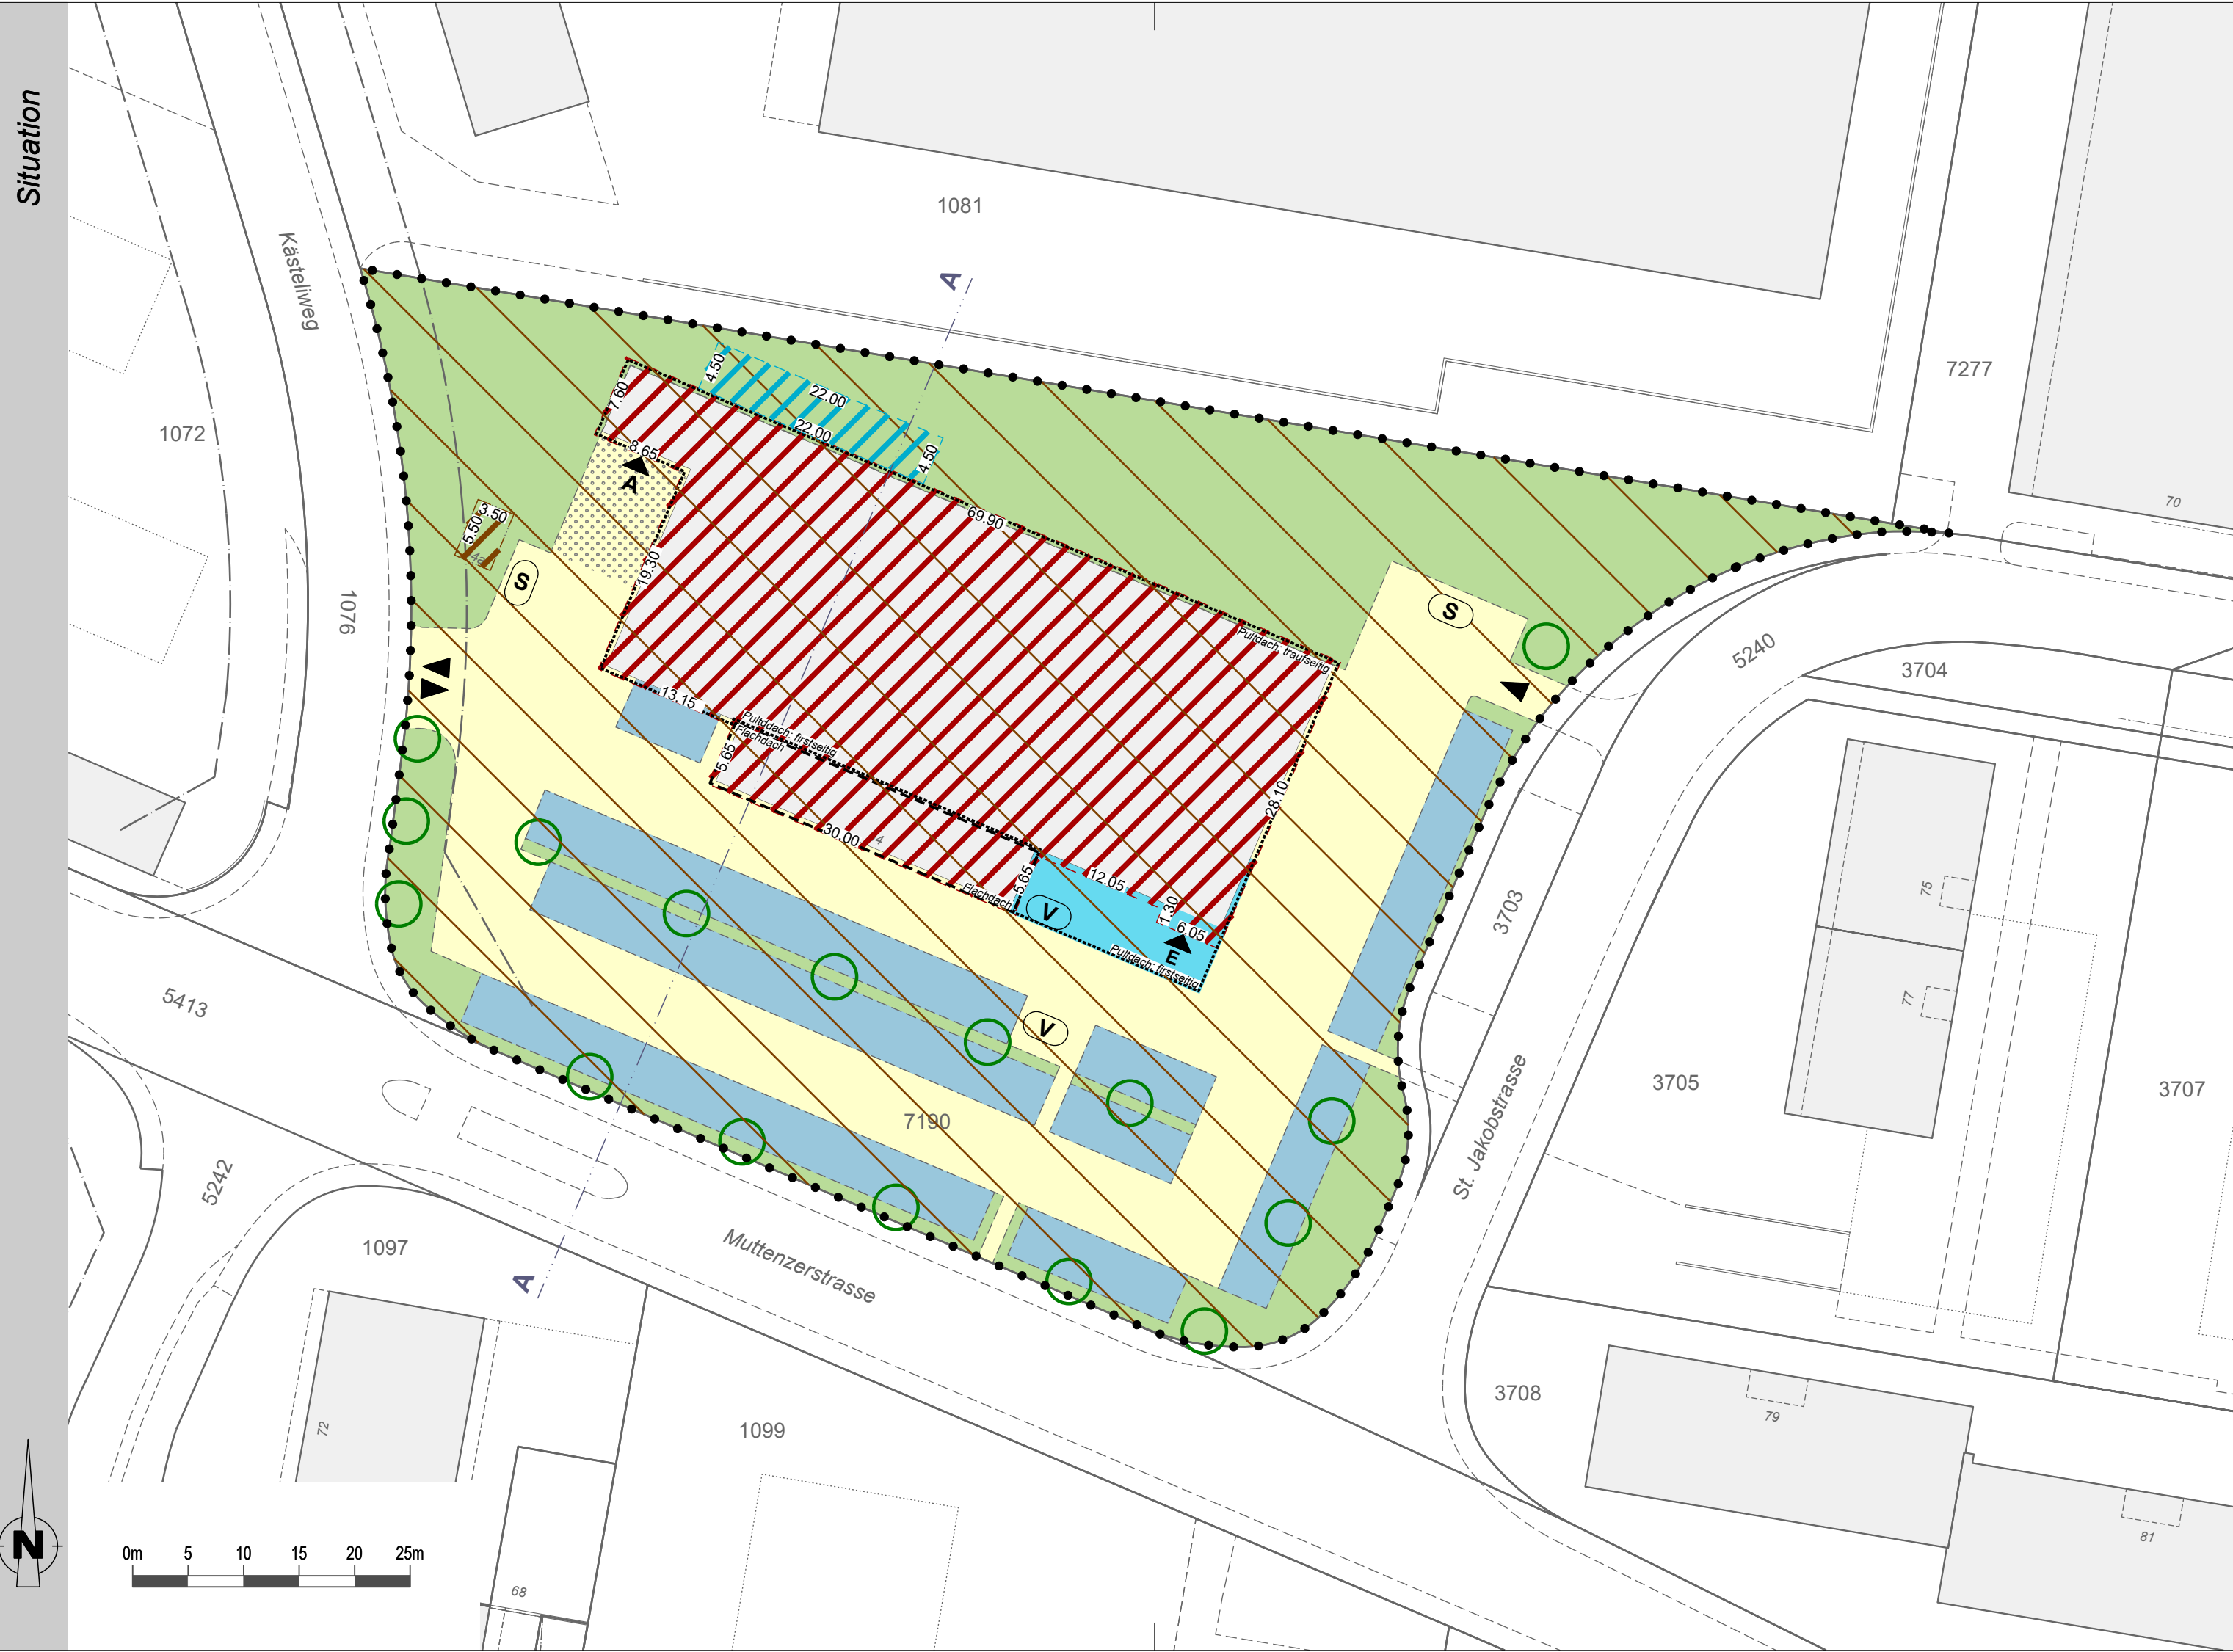 Situation
Kästeliweg
1081
A
7277
1072
4.50
22.00
22.00
4.50
7.60
8.65
A
70
69.90
3.50
5.50
S
19.30
1076
S
Pultdach: traufseitig
5240
3704
13.15
Pultddach: firstseitig
Flachdach
5.65
28.10
30.00
4
Flachdach
5.65
12.05
V
1.30
6.05
E
Pultdach: firstseitig
75
3703
77
5413
V
7190
3705
3707
St. Jakobstrasse
5242
1097
Muttenzerstrasse
A
72
1099
3708
79
81
N
0m 5 10 15 20 25m
68